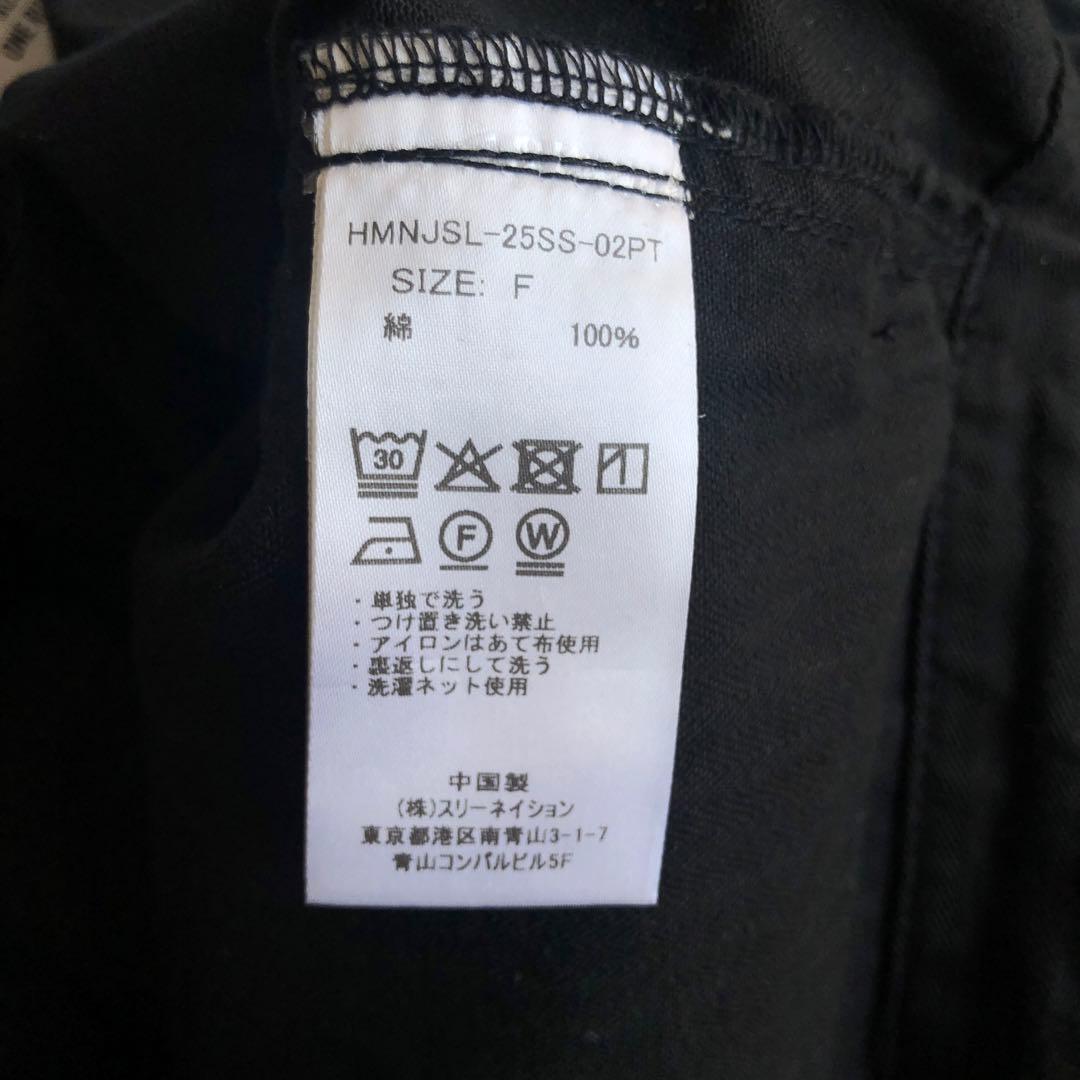 ONE
HMNJSL-25SS-02PT
SIZE: F
綿 100%
30
F W
・単独で洗う
・つけ置き洗い禁止
・アイロンはあて布使用
・裏返しにして洗う
・洗濯ネット使用
中国製
(株)スリーネイション
東京都港区南青山3-1-7
青山コンパルビル5F